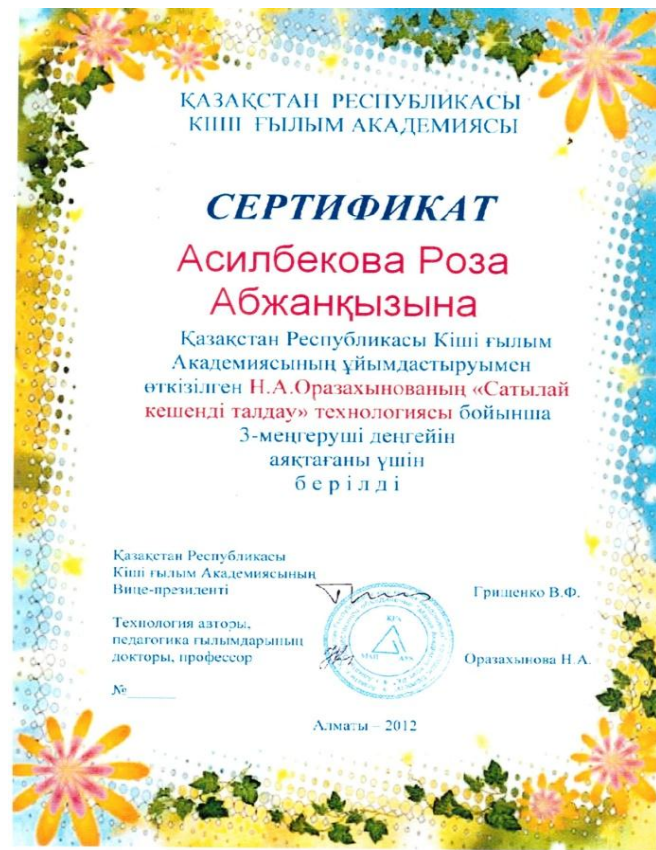 ҚАЗАҚСТАН РЕСПУБЛИКАСЫ
КІШІ ҒЫЛЫМ АКАДЕМИЯСЫ
СЕРТИФИКАТ
Асилбекова Роза
Абжанқызына
Қазақстан Республикасы Кіші ғылым
Академиясының ұйымдастыруымен
өткізілген Н.А.Оразахынованың «Сатылай
кешенді талдау» технологиясы бойынша
3-меңгеруші деңгейін
аяқтағаны үшін
б е р і л д і
Қазақстан Республикасы
Кіші ғылым Академиясының
Вице-президенті
Грищенко В.Ф.
Технология авторы,
педагогика ғылымдарының
докторы, профессор
Оразахынова Н.А.
№______
Алматы – 2012